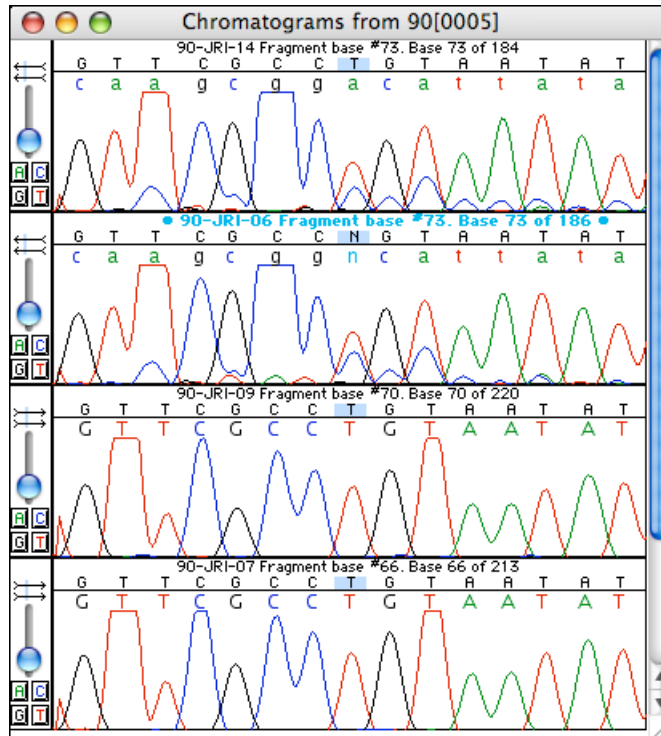 Chromatograms from 90[0005]
90-JRI-14 Fragment base #73. Base 73 of 184
G T T C G C C T G T A A T A T
c a a g c g g a c a t t a t a
A C
G T
• 90-JRI-06 Fragment base #73. Base 73 of 186 •
G T T C G C C N G T A A T A T
c a a g c g g n c a t t a t a
A C
G T
90-JRI-09 Fragment base #70. Base 70 of 220
G T T C G C C T G T A A T A T
G T T C G C C T G T A A T A T
A C
G T
90-JRI-07 Fragment base #66. Base 66 of 213
G T T C G C C T G T A A T A T
G T T C G C C T G T A A T A T
A C
G T